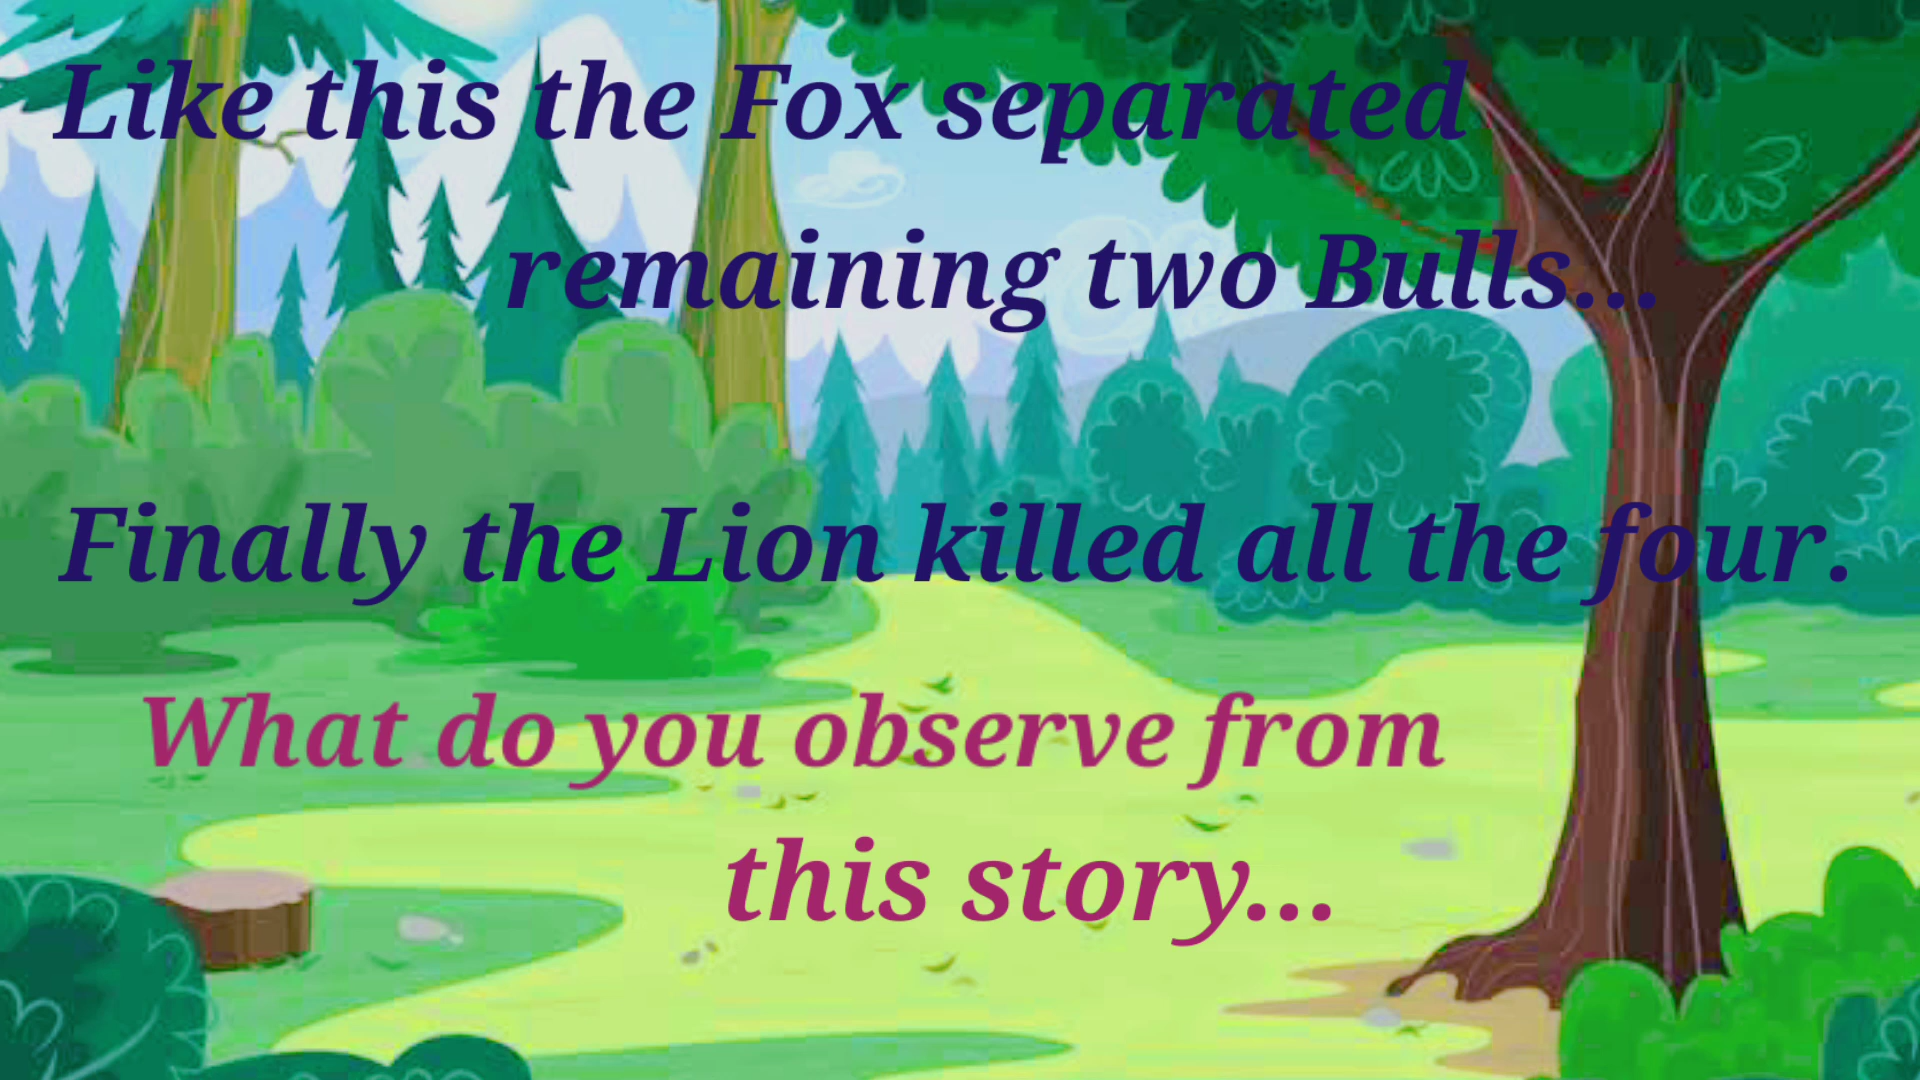 Like this the Fox separated
remaining two Bulls...
Finally the Lion killed all the four.
What do you observe from
this story...